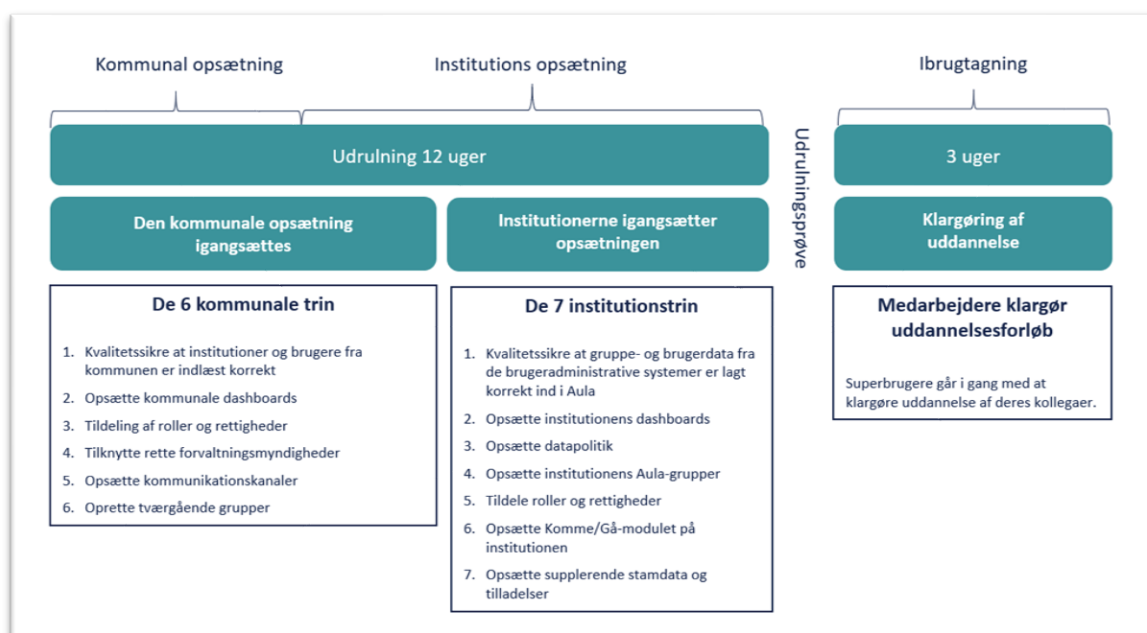 Kommunal opsætning
Institutions opsætning
Ibrugtagning
Udrulning 12 uger
Udrulningsprøve
3 uger
Den kommunale opsætning
igangsættes
Institutionerne igangsætter
opsætningen
Klargøring af
uddannelse
De 6 kommunale trin
1. Kvalitetssikre at institutioner og brugere fra
kommunen er indlæst korrekt
2. Opsætte kommunale dashboards
3. Tildeling af roller og rettigheder
4. Tilknytte rette forvaltningsmyndigheder
5. Opsætte kommunikationskanaler
6. Oprette tværgående grupper
De 7 institutionstrin
1. Kvalitetssikre at gruppe- og brugerdata fra
de brugeradministrative systemer er lagt
korrekt ind i Aula
2. Opsætte institutionens dashboards
3. Opsætte datapolitik
4. Opsætte institutionens Aula-grupper
5. Tildele roller og rettigheder
6. Opsætte Komme/Gå-modulet på
institutionen
7. Opsætte supplerende stamdata og
tilladelser
Medarbejdere klargør
uddannelsesforløb
Superbrugere går i gang med at
klargøre uddannelse af deres kollegaer.